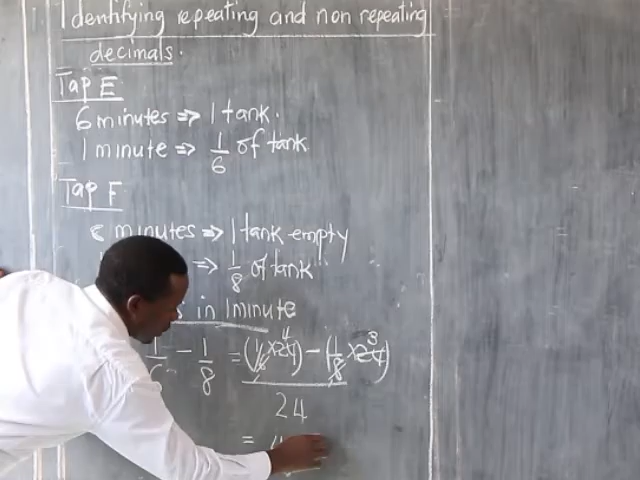 Identifying repeating and non repeating
decimals.
Tap E
6 minutes => 1 tank.
1 minute => 1/6 of tank
Tap F
minutes => 1 tank empty
=> 1/8 of tank
in 1 minute
1/6 - 1/8 = (1/6 x 24) 4 - (1/8 x 24) 3
24
=